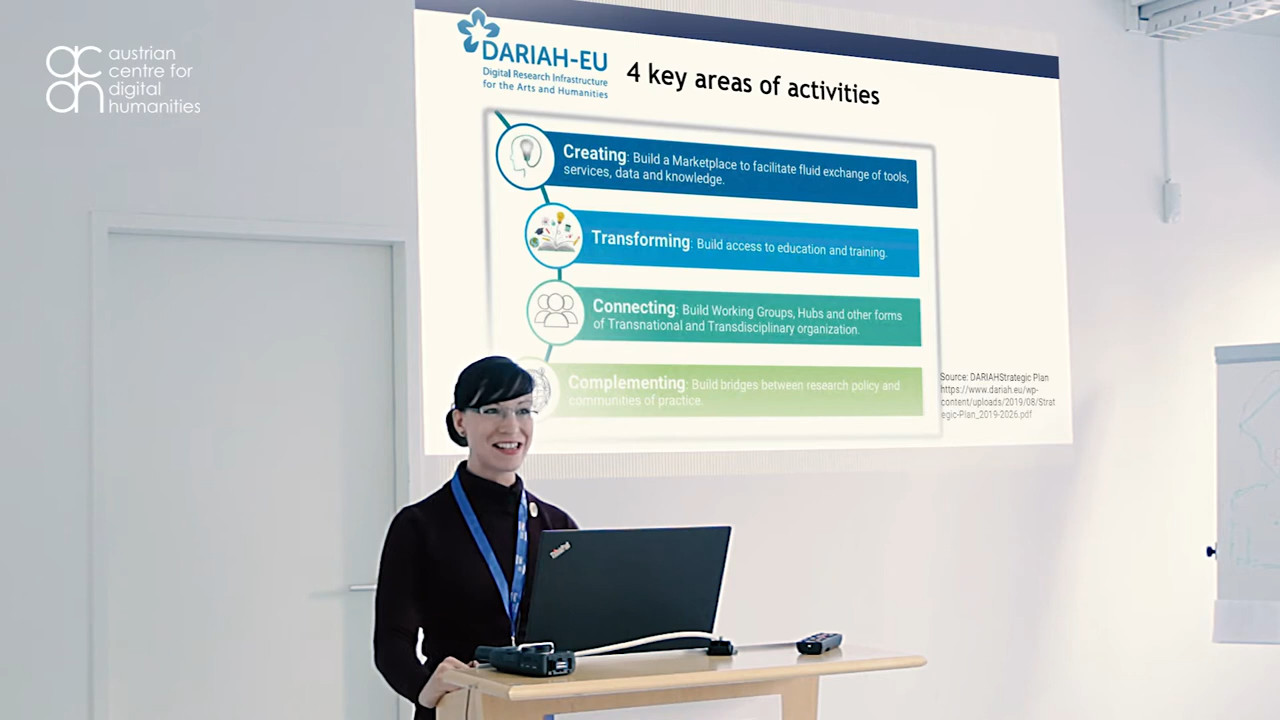 austrian
centre for
digital
humanities
DARIAH-EU
Digital Research Infrastructure
for the Arts and Humanities
4 key areas of activities
Creating: Build a Marketplace to facilitate fluid exchange of tools,
services, data and knowledge.
Transforming: Build access to education and training.
Connecting: Build Working Groups, Hubs and other forms
of Transnational and Transdisciplinary organization.
Complementing: Build bridges between research policy and
communities of practice.
Source: DARIAHStrategic Plan
https://www.dariah.eu/wp-
content/uploads/2019/08/Strat
egic-Plan_2019-2026.pdf
ThinkPad